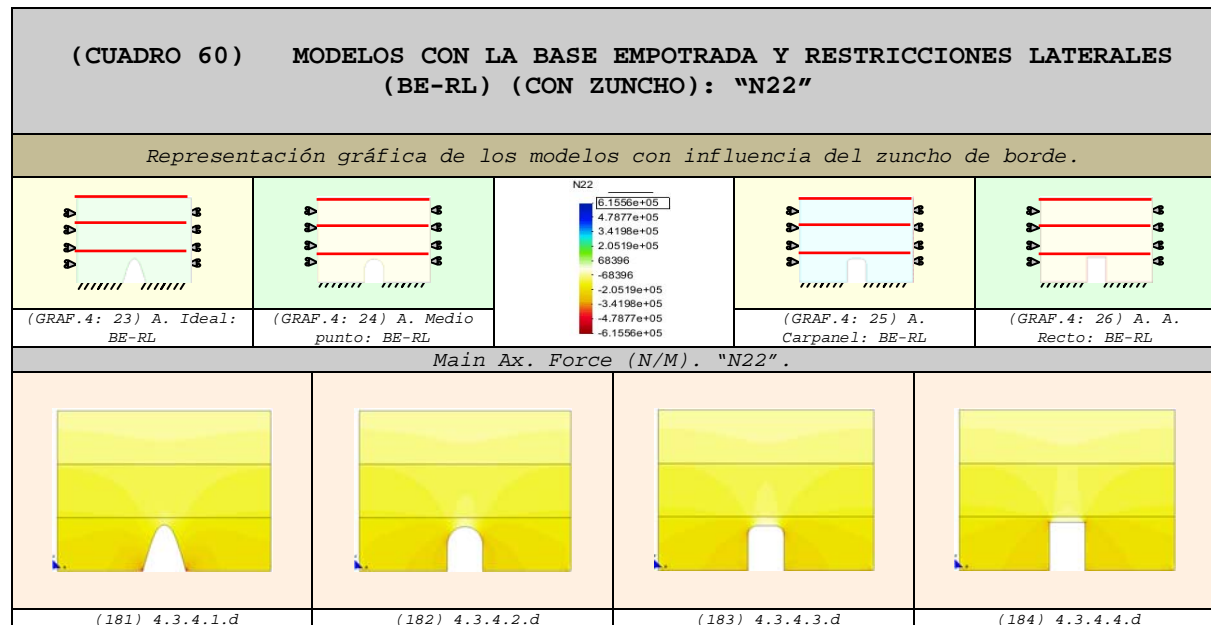 (CUADRO 60) MODELOS CON LA BASE EMPOTRADA Y RESTRICCIONES LATERALES
(BE-RL) (CON ZUNCHO): “N22”
Representación gráfica de los modelos con influencia del zuncho de borde.
N22
6.1556e+05
4.7877e+05
3.4198e+05
2.0519e+05
68396
-68396
-2.0519e+05
-3.4198e+05
-4.7877e+05
-6.1556e+05
(GRAF.4: 23) A. Ideal:
BE-RL
(GRAF.4: 24) A. Medio
punto: BE-RL
(GRAF.4: 25) A.
Carpanel: BE-RL
(GRAF.4: 26) A. A.
Recto: BE-RL
Main Ax. Force (N/M). “N22”.
(181) 4.3.4.1.d
(182) 4.3.4.2.d
(183) 4.3.4.3.d
(184) 4.3.4.4.d